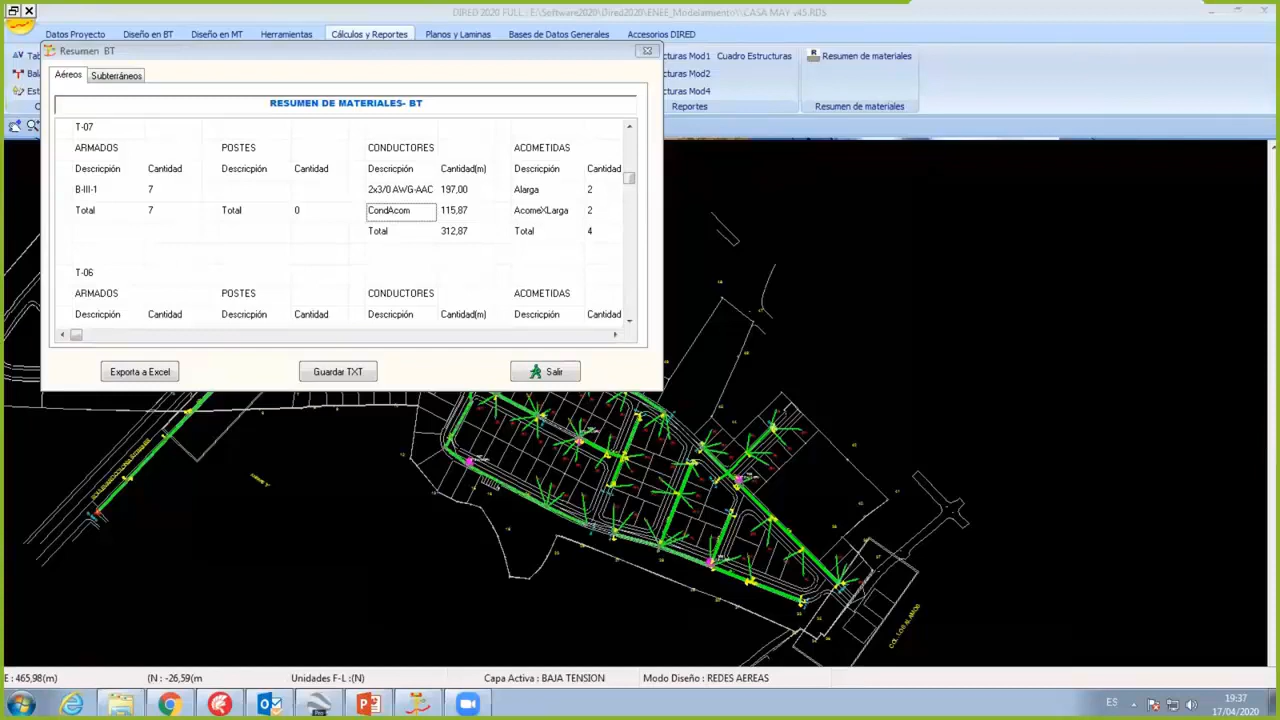 DIRED 2020 FULL : E:\Software2020\Dired2020\ENEE_Modelamiento\\CASA MAY v45.RDS
Datos Proyecto Diseño en BT Diseño en MT Herramientas Cálculos y Reportes Planos y Laminas Bases de Datos Generales Accesorios DIRED
Resumen BT
Aéreos Subterráneos
turas Mod1 Cuadro Estructuras Resumen de materiales
cturas Mod2
cturas Mod4
Reportes Resumen de materiales
RESUMEN DE MATERIALES- BT
T-07
ARMADOS POSTES CONDUCTORES ACOMETIDAS
Descripción Cantidad Descripción Cantidad Descripción Cantidad(m) Descripción Cantidad
B-III-1 7 2x3/0 AWG-AAC 197,00 Alarga 2
Total 7 Total 0 CondAcom 115,87 AcomeXLarga 2
Total 312,87 Total 4
T-06
ARMADOS POSTES CONDUCTORES ACOMETIDAS
Descripción Cantidad Descripción Cantidad Descripción Cantidad(m) Descripción Cantidad
Exporta a Excel Guardar TXT Salir
COL. LOS ALAMOS
E : 465,98(m) (N : -26,59(m Unidades F-L :(N) Capa Activa : BAJA TENSION Modo Diseño : REDES AEREAS
ES 19:37
17/04/2020